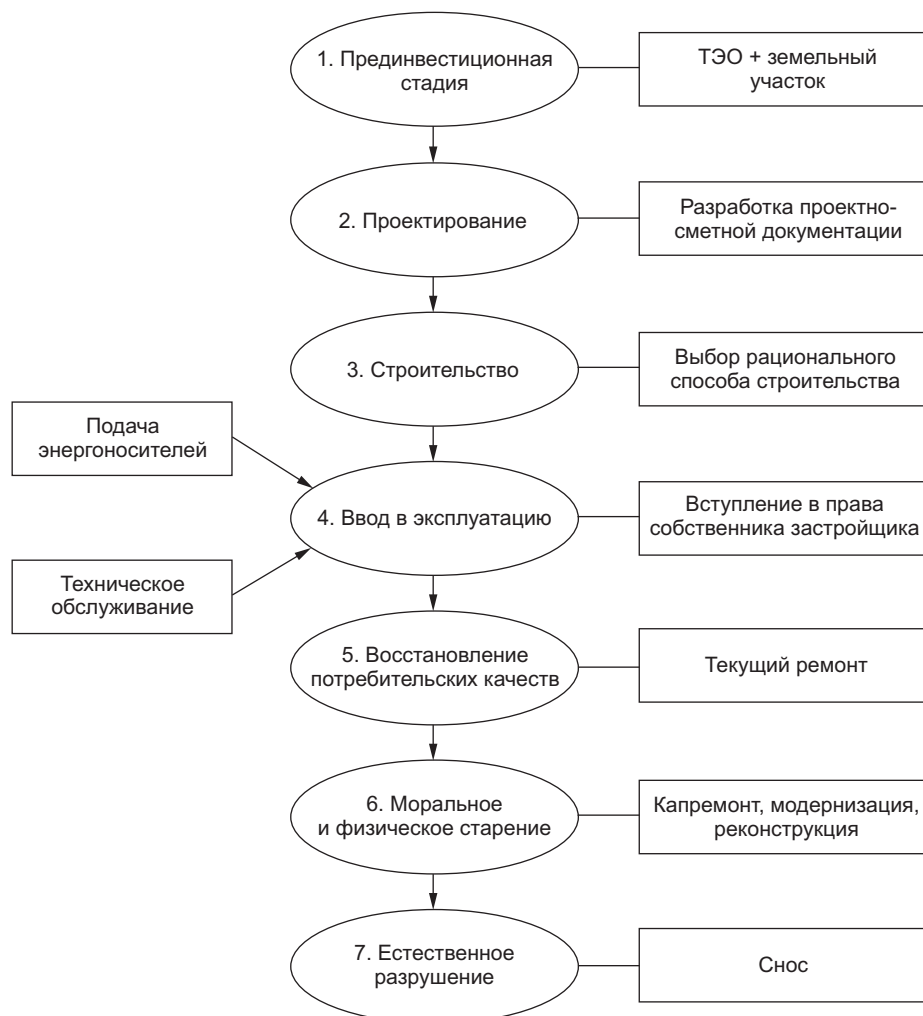 1. Прединвестиционная
стадия
ТЭО + земельный
участок
2. Проектирование
Разработка проектно-
сметной документации
3. Строительство
Выбор рационального
способа строительства
Подача
энергоносителей
4. Ввод в эксплуатацию
Вступление в права
собственника застройщика
Техническое
обслуживание
5. Восстановление
потребительских качеств
Текущий ремонт
6. Моральное
и физическое старение
Капремонт, модернизация,
реконструкция
7. Естественное
разрушение
Снос